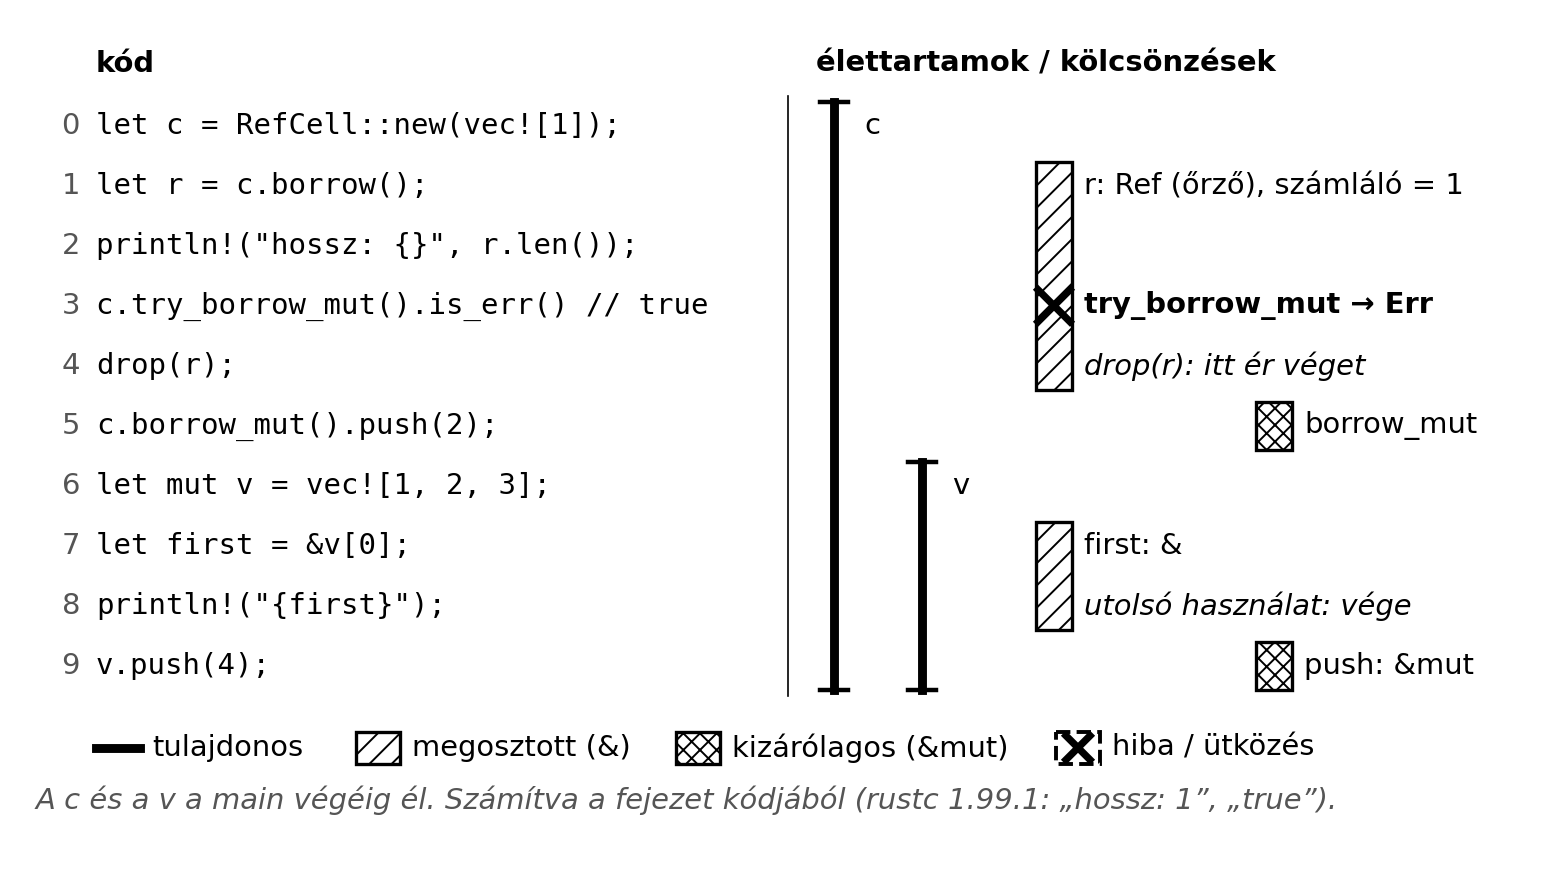 kód
élettartamok / kölcsönzések
0 let c = RefCell::new(vec![1]);
c
1 let r = c.borrow();
r: Ref (őrző), számláló = 1
2 println!("hossz: {}", r.len());
3 c.try_borrow_mut().is_err() // true
try_borrow_mut → Err
4 drop(r);
drop(r): itt ér véget
5 c.borrow_mut().push(2);
borrow_mut
6 let mut v = vec![1, 2, 3];
v
7 let first = &v[0];
first: &
8 println!("{first}");
utolsó használat: vége
9 v.push(4);
push: &mut
tulajdonos
megosztott (&)
kizárólagos (&mut)
hiba / ütközés
A c és a v a main végéig él. Számítva a fejezet kódjából (rustc 1.99.1: „hossz: 1”, „true”).